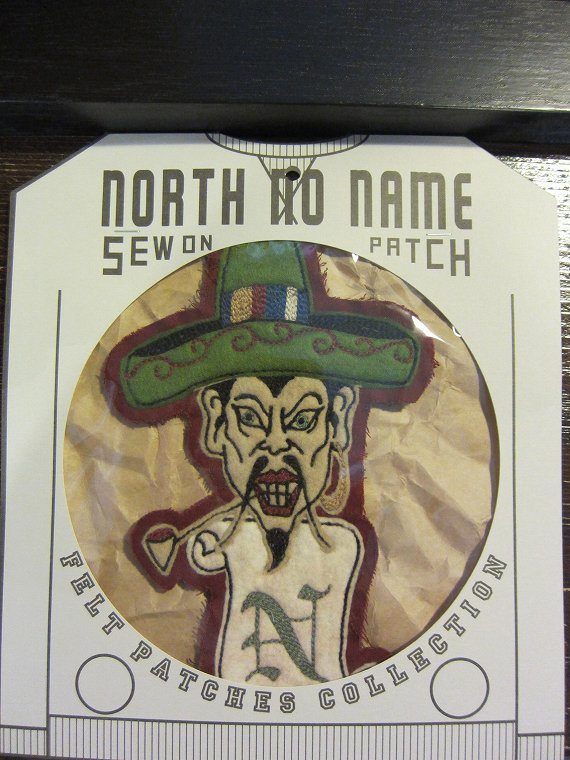 NORTH NO NAME
SEW ON PATCH
N
FELT PATCHES COLLECTION